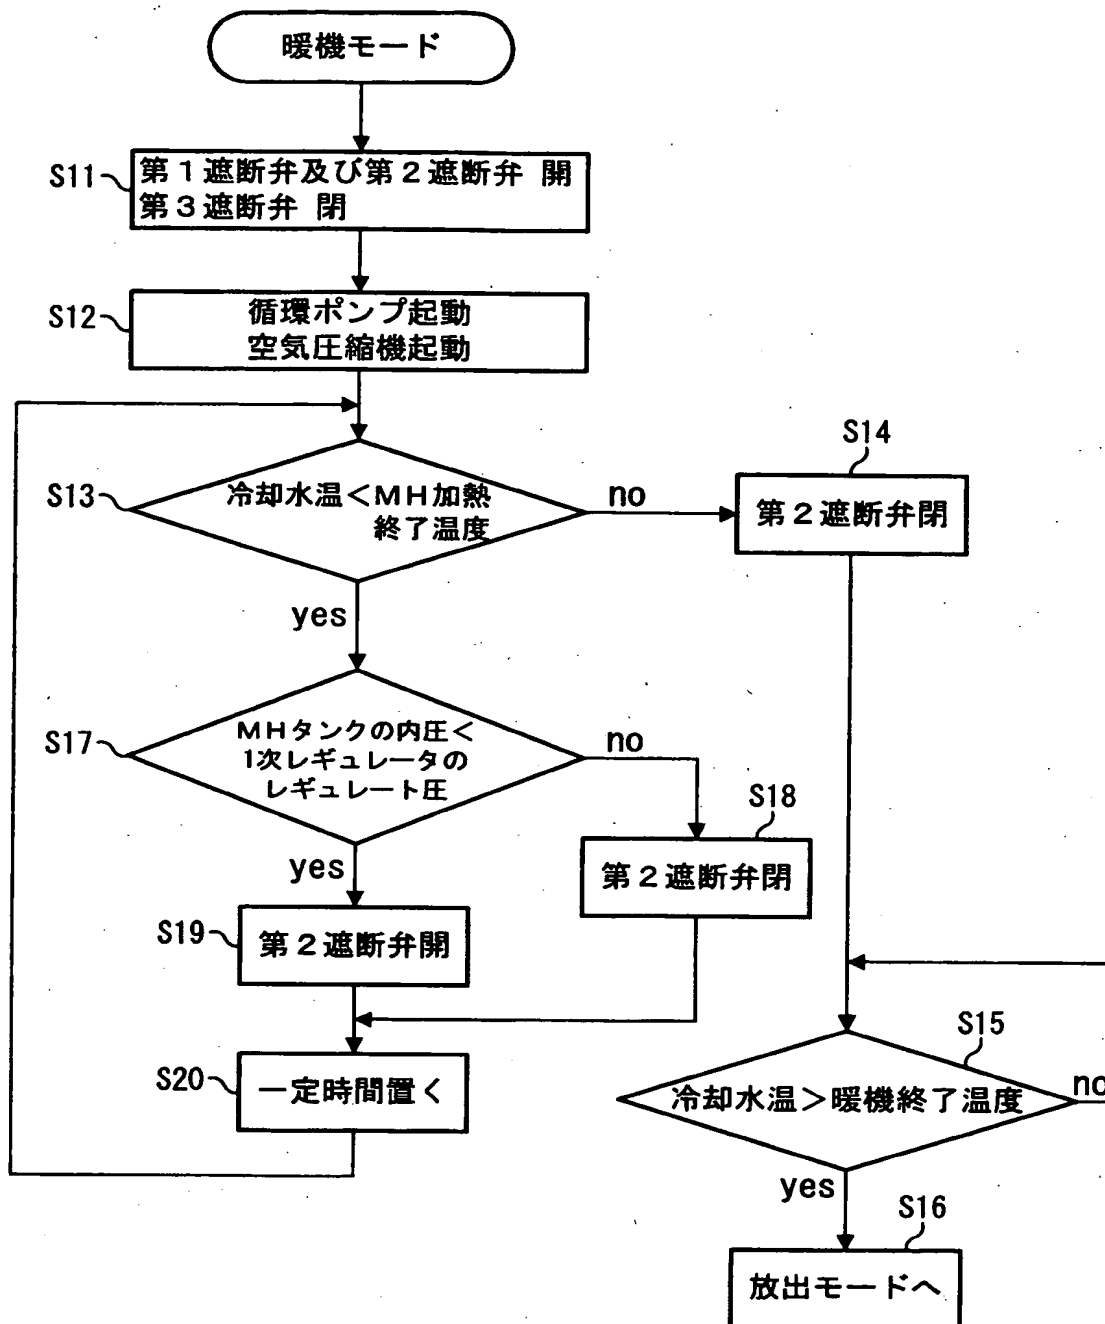 暖機モード
S11
第1遮断弁及び第2遮断弁 開
第3遮断弁 閉
S12
循環ポンプ起動
空気圧縮機起動
S13
冷却水温<MH加熱
終了温度
no
yes
S14
第2遮断弁閉
S17
MHタンクの内圧<
1次レギュレータの
レギュレート圧
no
yes
S18
第2遮断弁閉
S19
第2遮断弁開
S20
一定時間置く
S15
冷却水温>暖機終了温度
no
yes
S16
放出モードへ